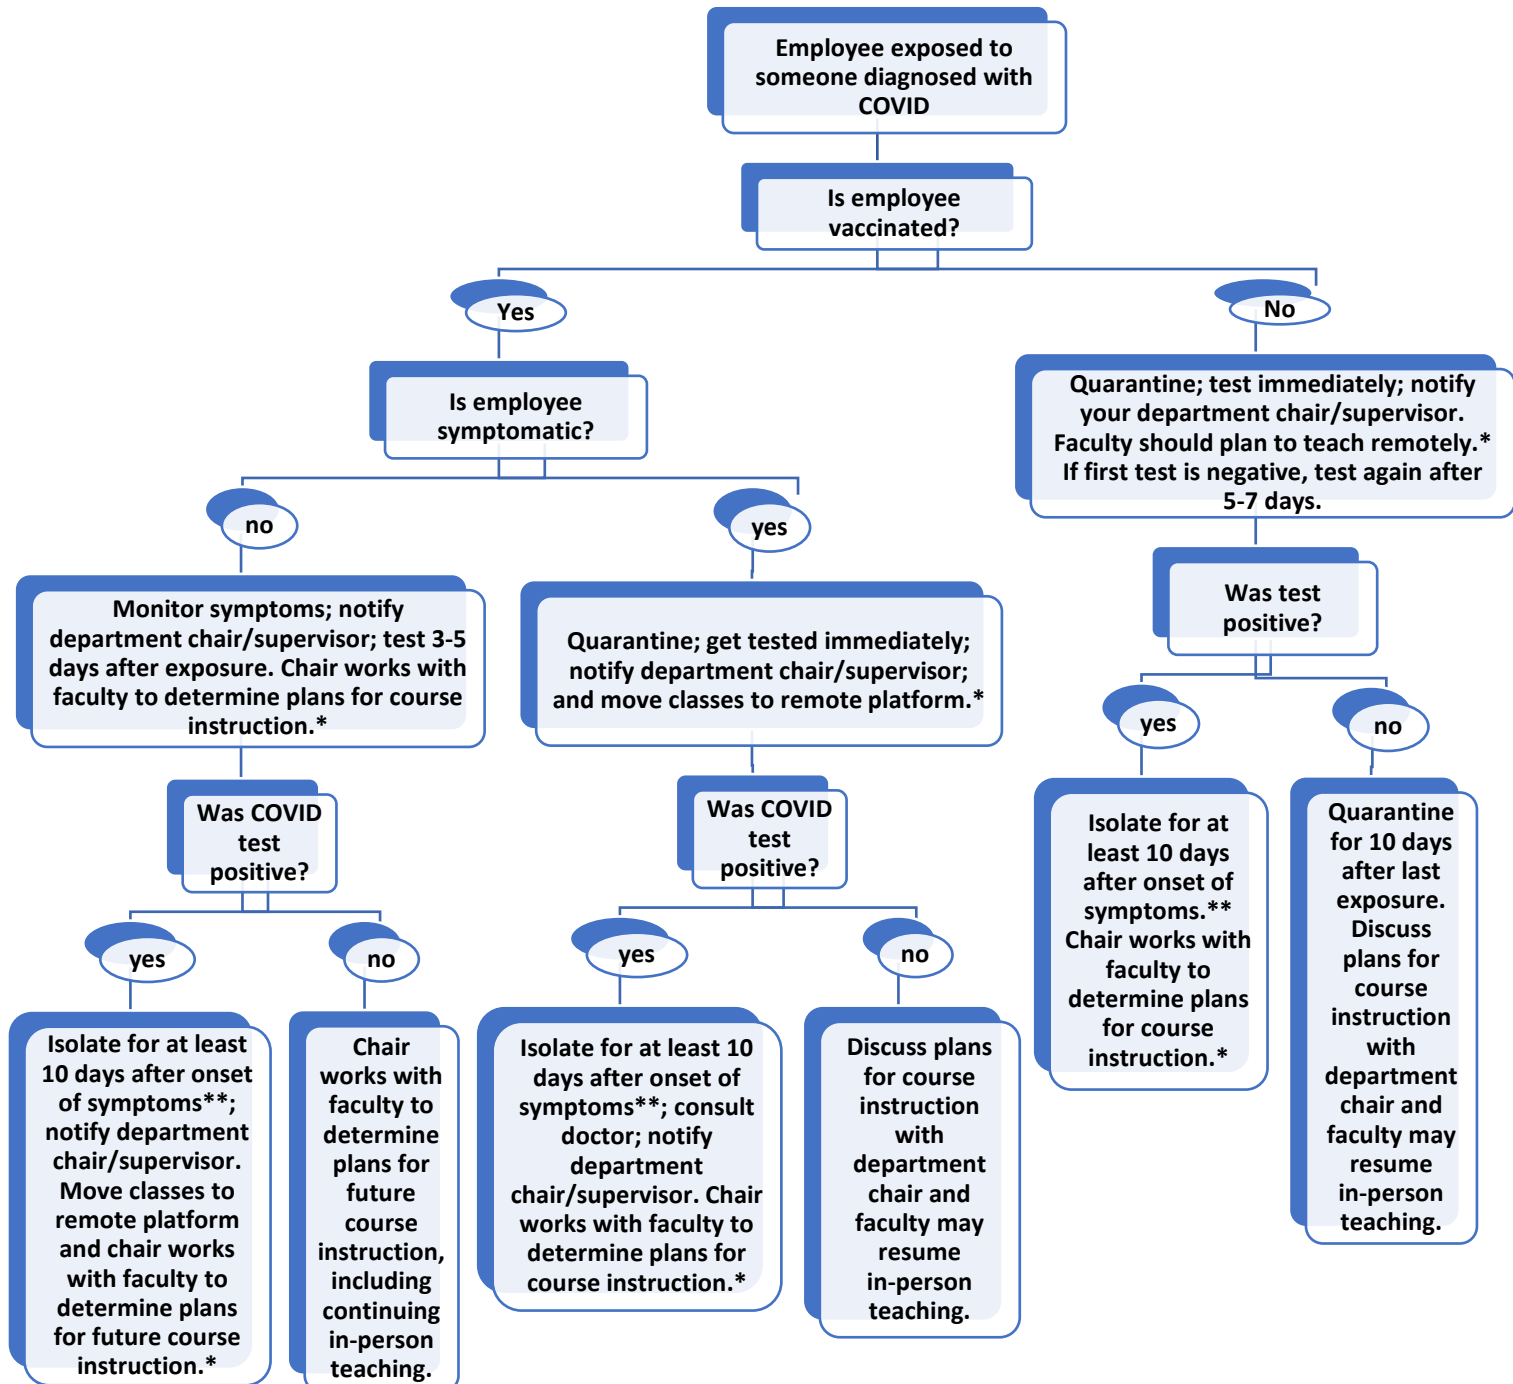 Employee exposed to
someone diagnosed with
COVID
Is employee
vaccinated?
Yes
No
Is employee
symptomatic?
Quarantine; test immediately; notify
your department chair/supervisor.
Faculty should plan to teach remotely.*
If first test is negative, test again after
5-7 days.
no
yes
Monitor symptoms; notify
department chair/supervisor; test 3-5
days after exposure. Chair works with
faculty to determine plans for course
instruction.*
Quarantine; get tested immediately;
notify department chair/supervisor;
and move classes to remote platform.*
Was test
positive?
yes
no
Was COVID
test
positive?
Was COVID
test
positive?
Isolate for at
least 10 days
after onset of
symptoms.**
Chair works with
faculty to
determine plans
for course
instruction.*
Quarantine
for 10 days
after last
exposure.
Discuss
plans for
course
instruction
with
department
chair and
faculty may
resume
in-person
teaching.
yes
no
yes
no
Isolate for at least
10 days after onset
of symptoms**;
notify department
chair/supervisor.
Move classes to
remote platform
and chair works
with faculty to
determine plans
for future course
instruction.*
Chair
works with
faculty to
determine
plans for
future
course
instruction,
including
continuing
in-person
teaching.
Isolate for at least 10
days after onset of
symptoms**; consult
doctor; notify
department
chair/supervisor. Chair
works with faculty to
determine plans for
course instruction.*
Discuss plans
for course
instruction
with
department
chair and
faculty may
resume
in-person
teaching.